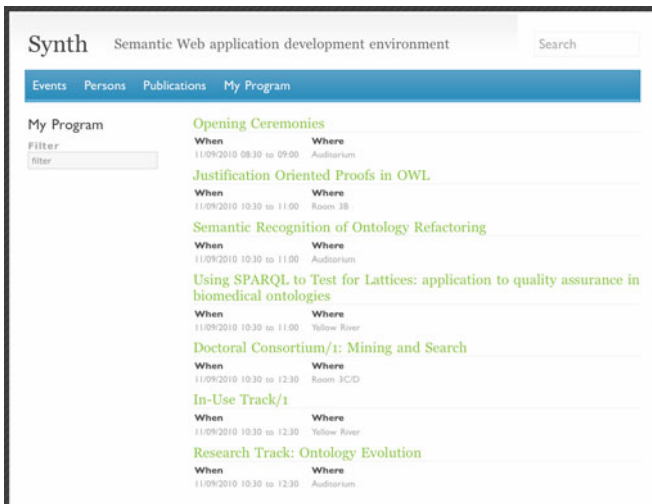 Synth Semantic Web application development environment Search
Events Persons Publications My Program
My Program
Filter
filter
Opening Ceremonies
When Where
11/09/2010 08:30 to 09:00 Auditorium
Justification Oriented Proofs in OWL
When Where
11/09/2010 10:30 to 11:00 Room 3B
Semantic Recognition of Ontology Refactoring
When Where
11/09/2010 10:30 to 11:00 Auditorium
Using SPARQL to Test for Lattices: application to quality assurance in
biomedical ontologies
When Where
11/09/2010 10:30 to 11:00 Yellow River
Doctoral Consortium/1: Mining and Search
When Where
11/09/2010 10:30 to 12:30 Room 3C/D
In-Use Track/1
When Where
11/09/2010 10:30 to 12:30 Yellow River
Research Track: Ontology Evolution
When Where
11/09/2010 10:30 to 12:30 Auditorium